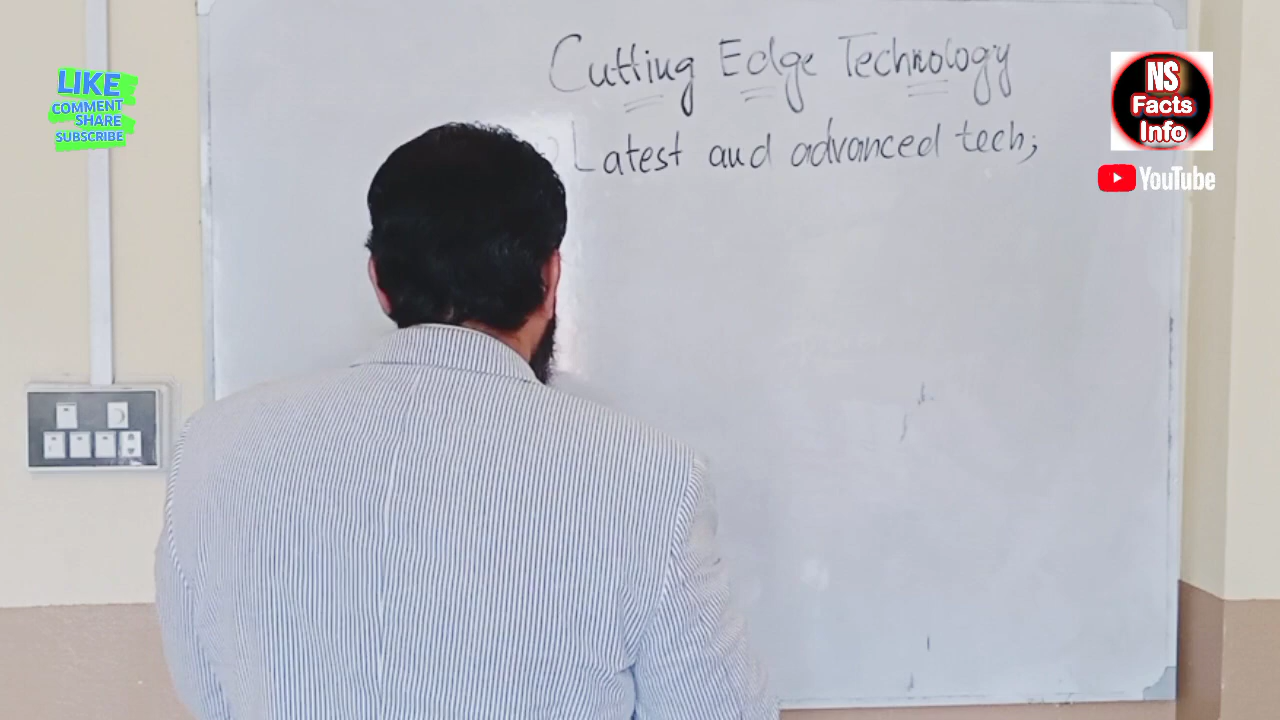 Cutting Edge Technology
Latest and advanced tech;
LIKE
COMMENT
SHARE
SUBSCRIBE
NS
Facts
Info
YouTube